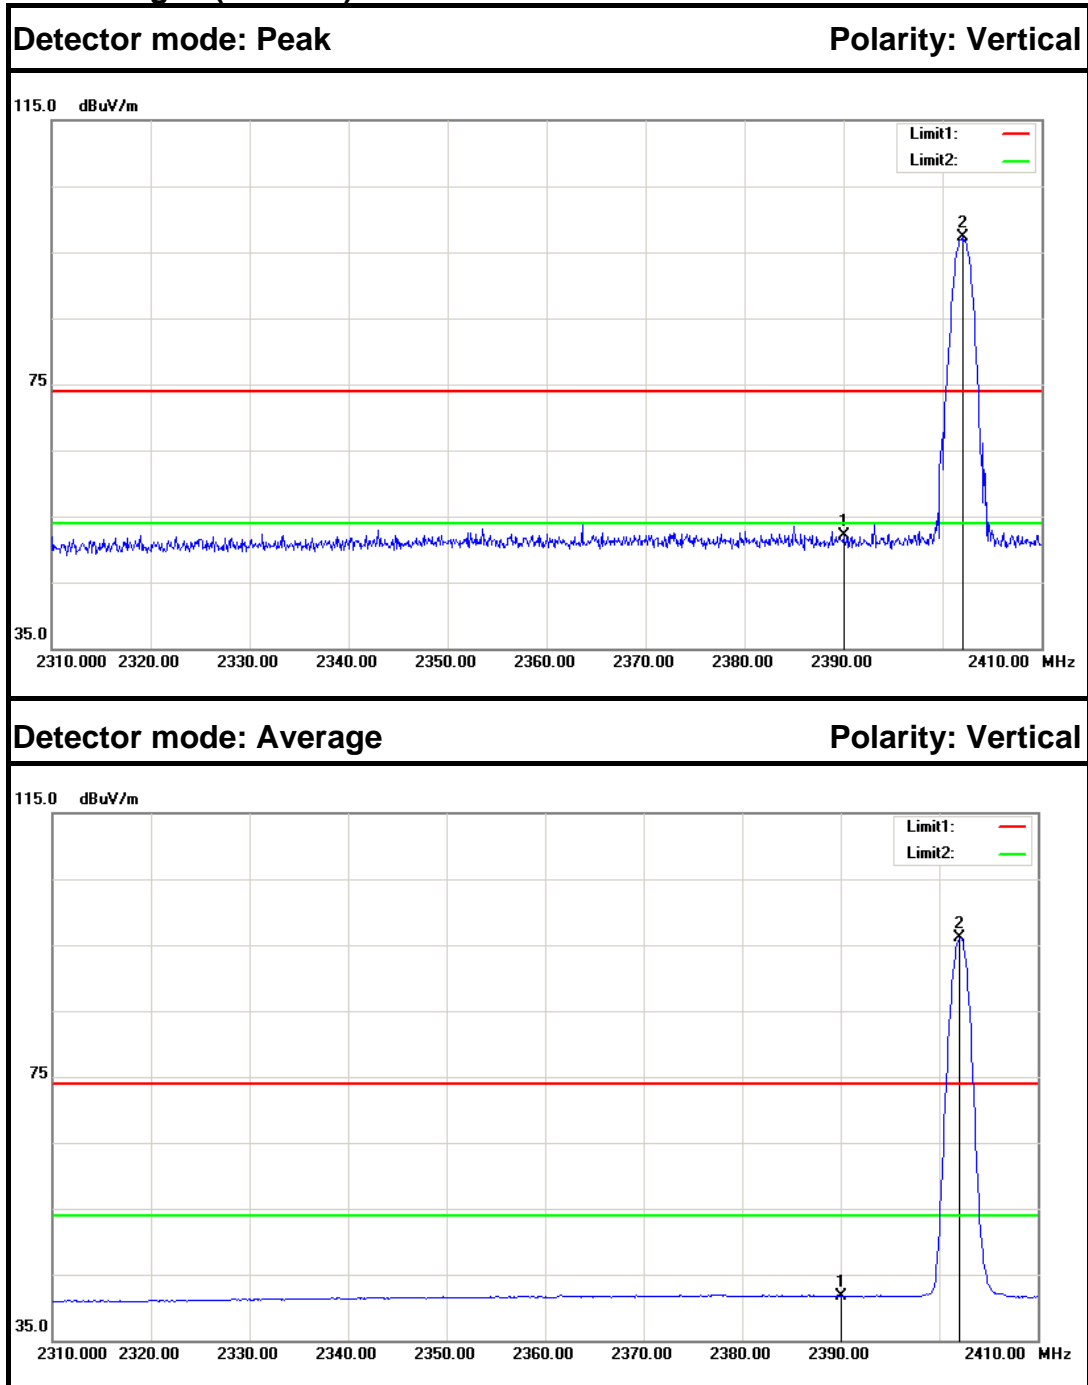 Detector mode: Peak Polarity: Vertical
115.0 dBuV/m
Limit1:
Limit2:
2
75
1
35.0
2310.000 2320.00 2330.00 2340.00 2350.00 2360.00 2370.00 2380.00 2390.00 2410.00 MHz
Detector mode: Average Polarity: Vertical
115.0 dBuV/m
Limit1:
Limit2:
2
75
1
35.0
2310.000 2320.00 2330.00 2340.00 2350.00 2360.00 2370.00 2380.00 2390.00 2410.00 MHz